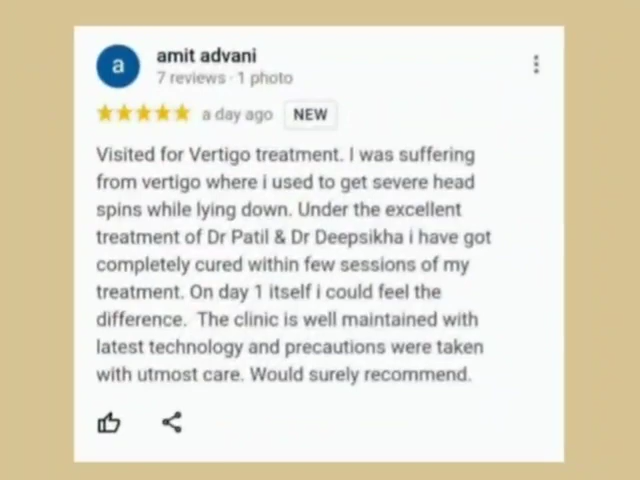 a
amit advani
7 reviews · 1 photo
a day ago NEW
Visited for Vertigo treatment. I was suffering
from vertigo where i used to get severe head
spins while lying down. Under the excellent
treatment of Dr Patil & Dr Deepsikha i have got
completely cured within few sessions of my
treatment. On day 1 itself i could feel the
difference. The clinic is well maintained with
latest technology and precautions were taken
with utmost care. Would surely recommend.